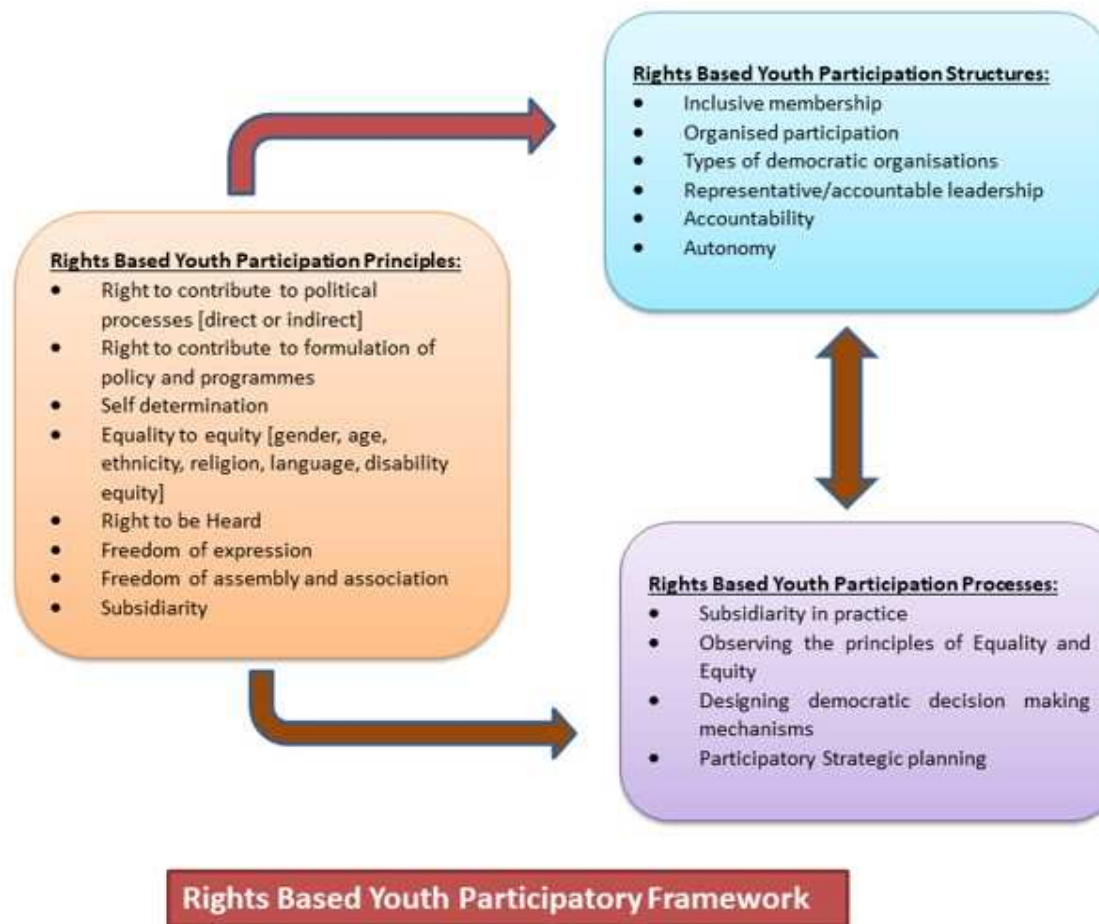 Rights Based Youth Participation Structures:
• Inclusive membership
• Organised participation
• Types of democratic organisations
• Representative/accountable leadership
• Accountability
• Autonomy
Rights Based Youth Participation Principles:
• Right to contribute to political
processes [direct or indirect]
• Right to contribute to formulation of
policy and programmes
• Self determination
• Equality to equity [gender, age,
ethnicity, religion, language, disability
equity]
• Right to be Heard
• Freedom of expression
• Freedom of assembly and association
• Subsidiarity
Rights Based Youth Participation Processes:
• Subsidiarity in practice
• Observing the principles of Equality and
Equity
• Designing democratic decision making
mechanisms
• Participatory Strategic planning
Rights Based Youth Participatory Framework